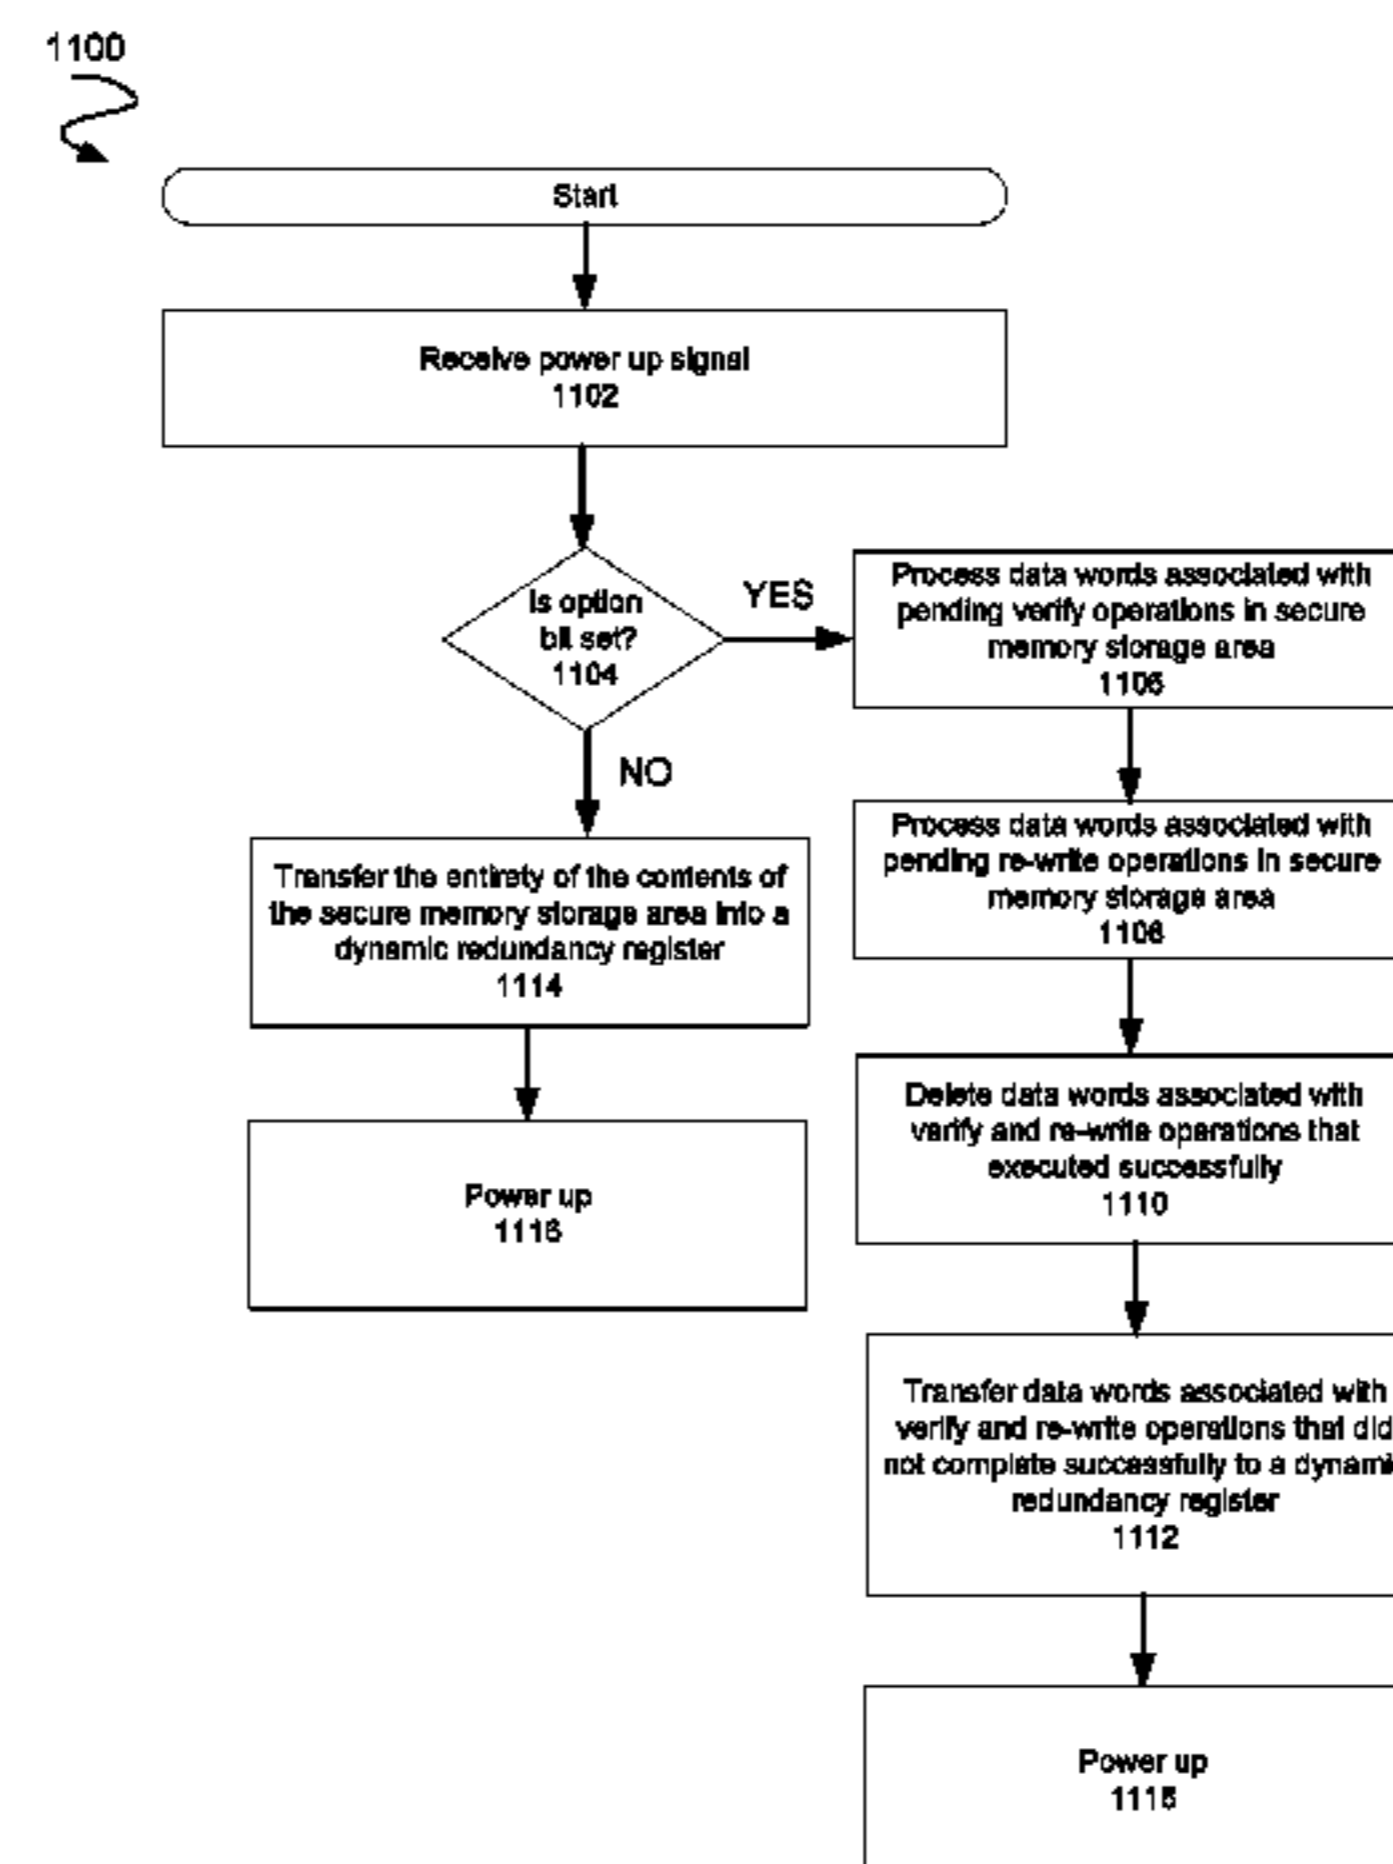 1100
Start
Receive power up signal
1102
Is option
bit set?
1104
YES
NO
Process data words associated with
pending verify operations in secure
memory storage area
1106
Process data words associated with
pending re-write operations in secure
memory storage area
1108
Transfer the entirety of the contents of
the secure memory storage area into a
dynamic redundancy register
1114
Power up
1116
Delete data words associated with
verify and re-write operations that
executed successfully
1110
Transfer data words associated with
verify and re-write operations that did
not complete successfully to a dynami
redundancy register
1112
Power up
1115